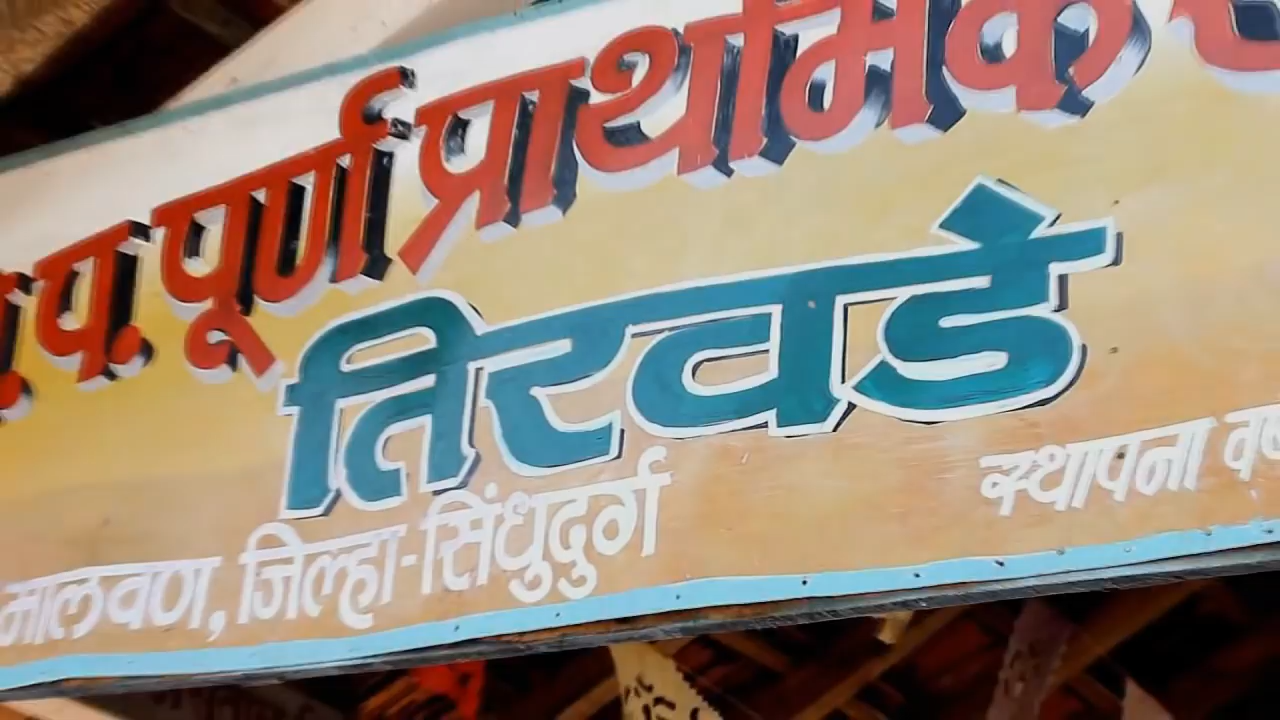 प. पूर्ण प्राथमिक
तिरवडे
मालवण, जिल्हा-सिंधुदुर्ग स्थापना